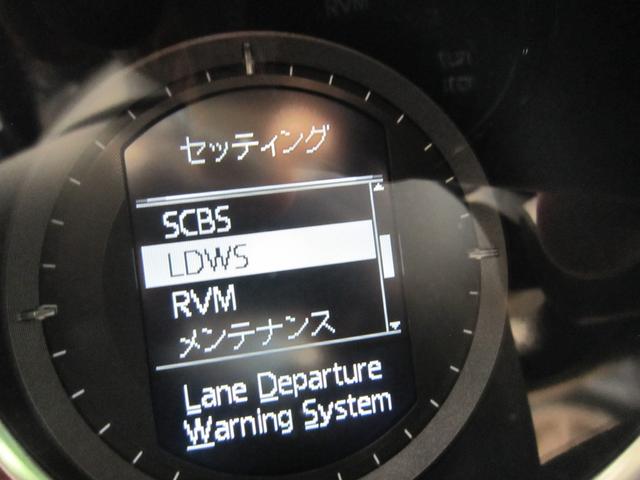 セッティング
SCBS
LDWS
RVM
メンテナンス
Lane Departure
Warning System